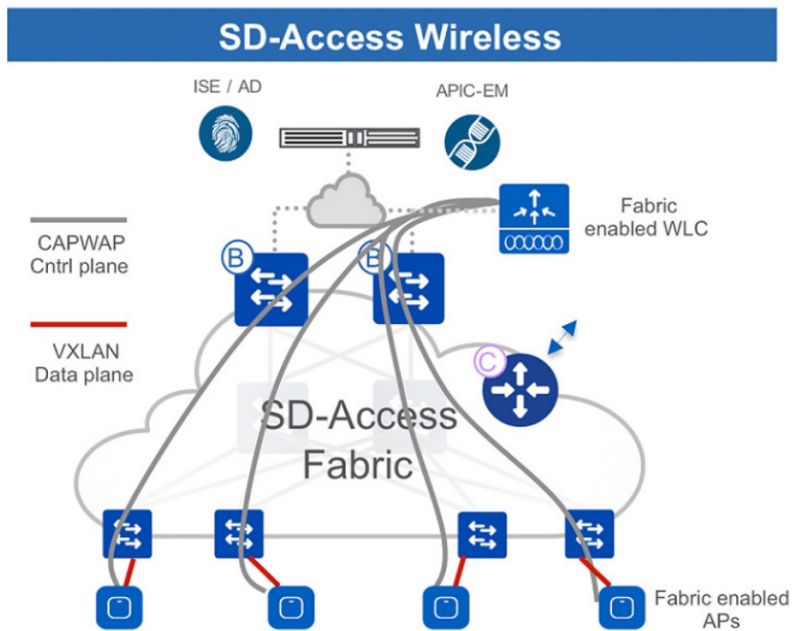 SD-Access Wireless
ISE / AD
APIC-EM
Fabric
enabled WLC
CAPWAP
Cntrl plane
B
B
VXLAN
Data plane
C
SD-Access
Fabric
Fabric enabled
APs